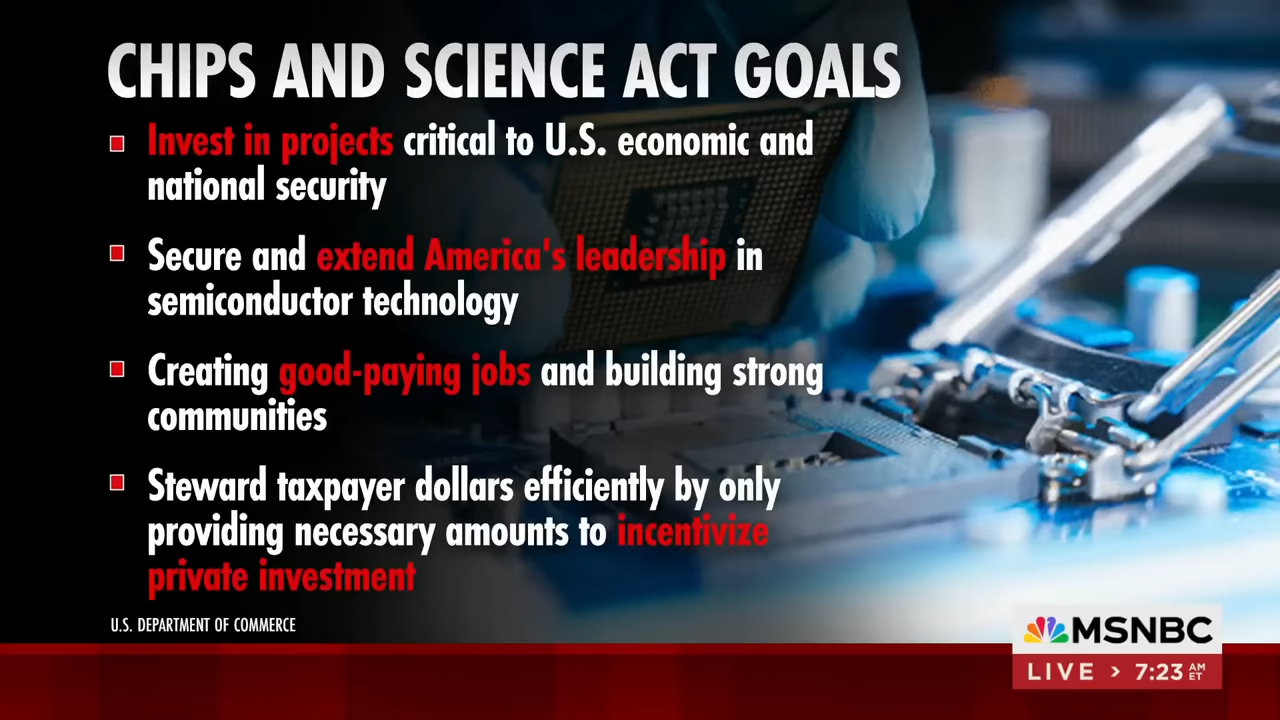 CHIPS AND SCIENCE ACT GOALS
Invest in projects critical to U.S. economic and
national security
Secure and extend America's leadership in
semiconductor technology
Creating good-paying jobs and building strong
communities
Steward taxpayer dollars efficiently by only
providing necessary amounts to incentivize
private investment
U.S. DEPARTMENT OF COMMERCE
MSNBC
LIVE > 7:23 AM ET